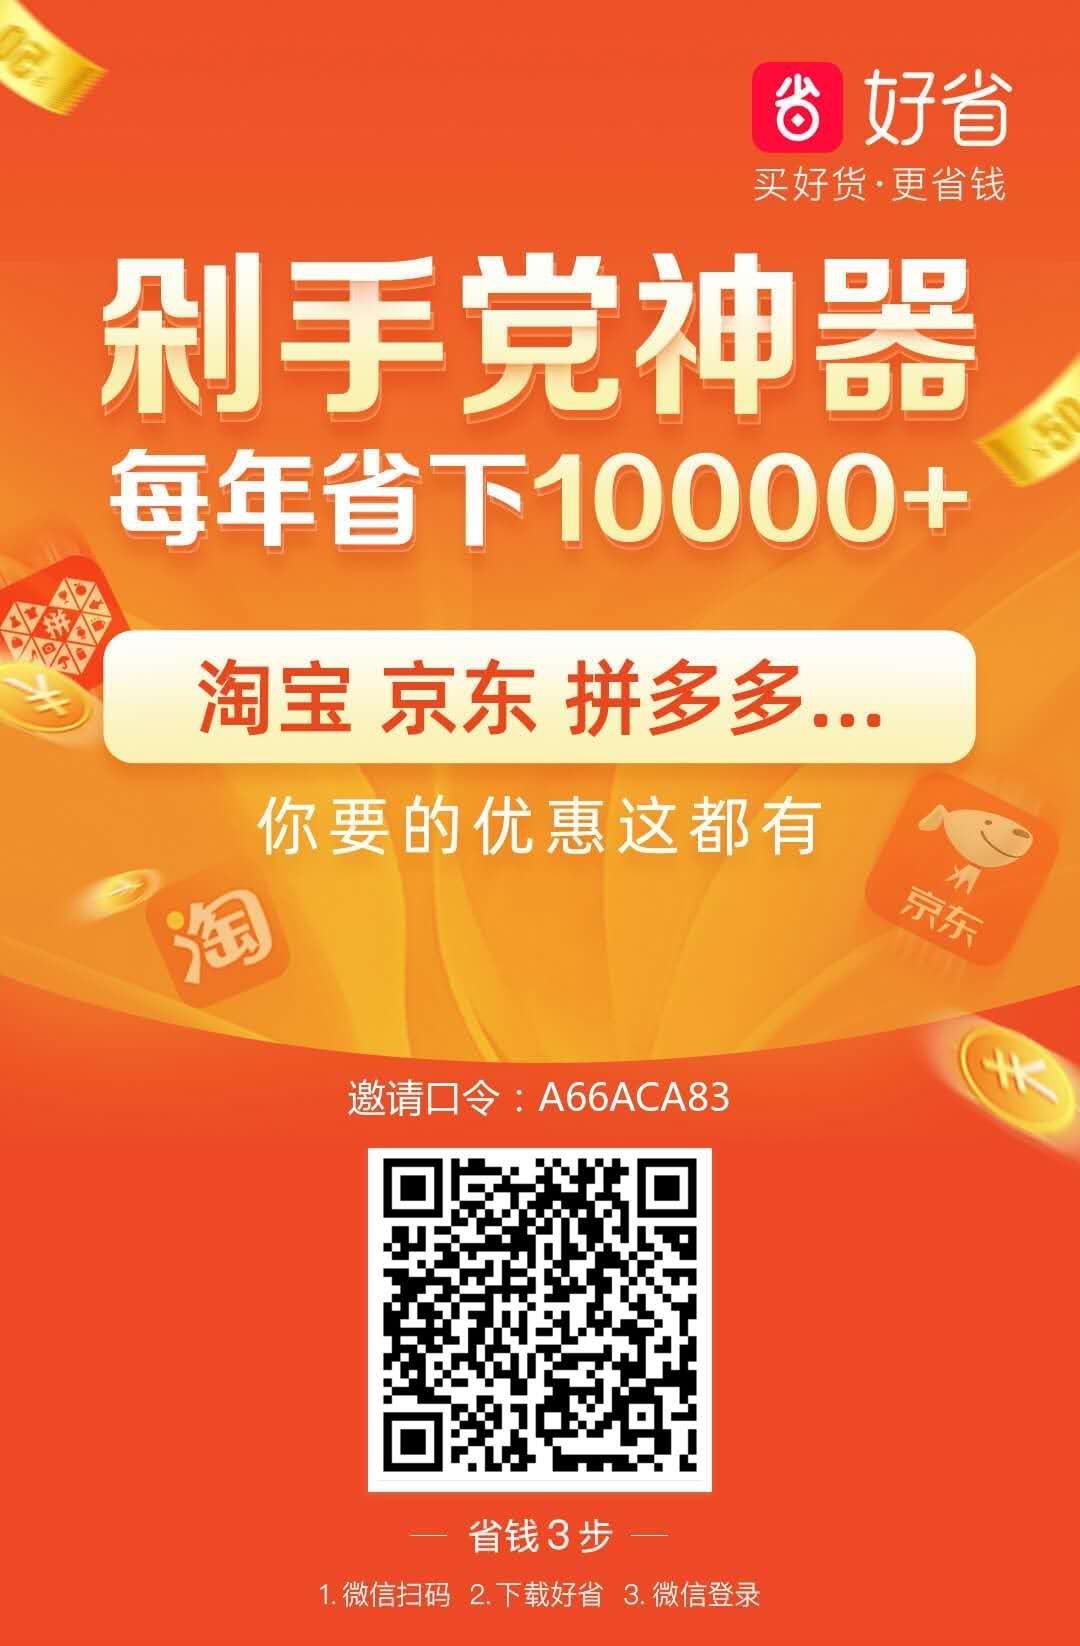 省 好省
买好货·更省钱
剁手党神器
每年省下10000+
拼
淘宝 京东 拼多多...
你要的优惠这都有
淘
京东
邀请口令：A66ACA83
省钱3步
1. 微信扫码 2. 下载好省 3. 微信登录